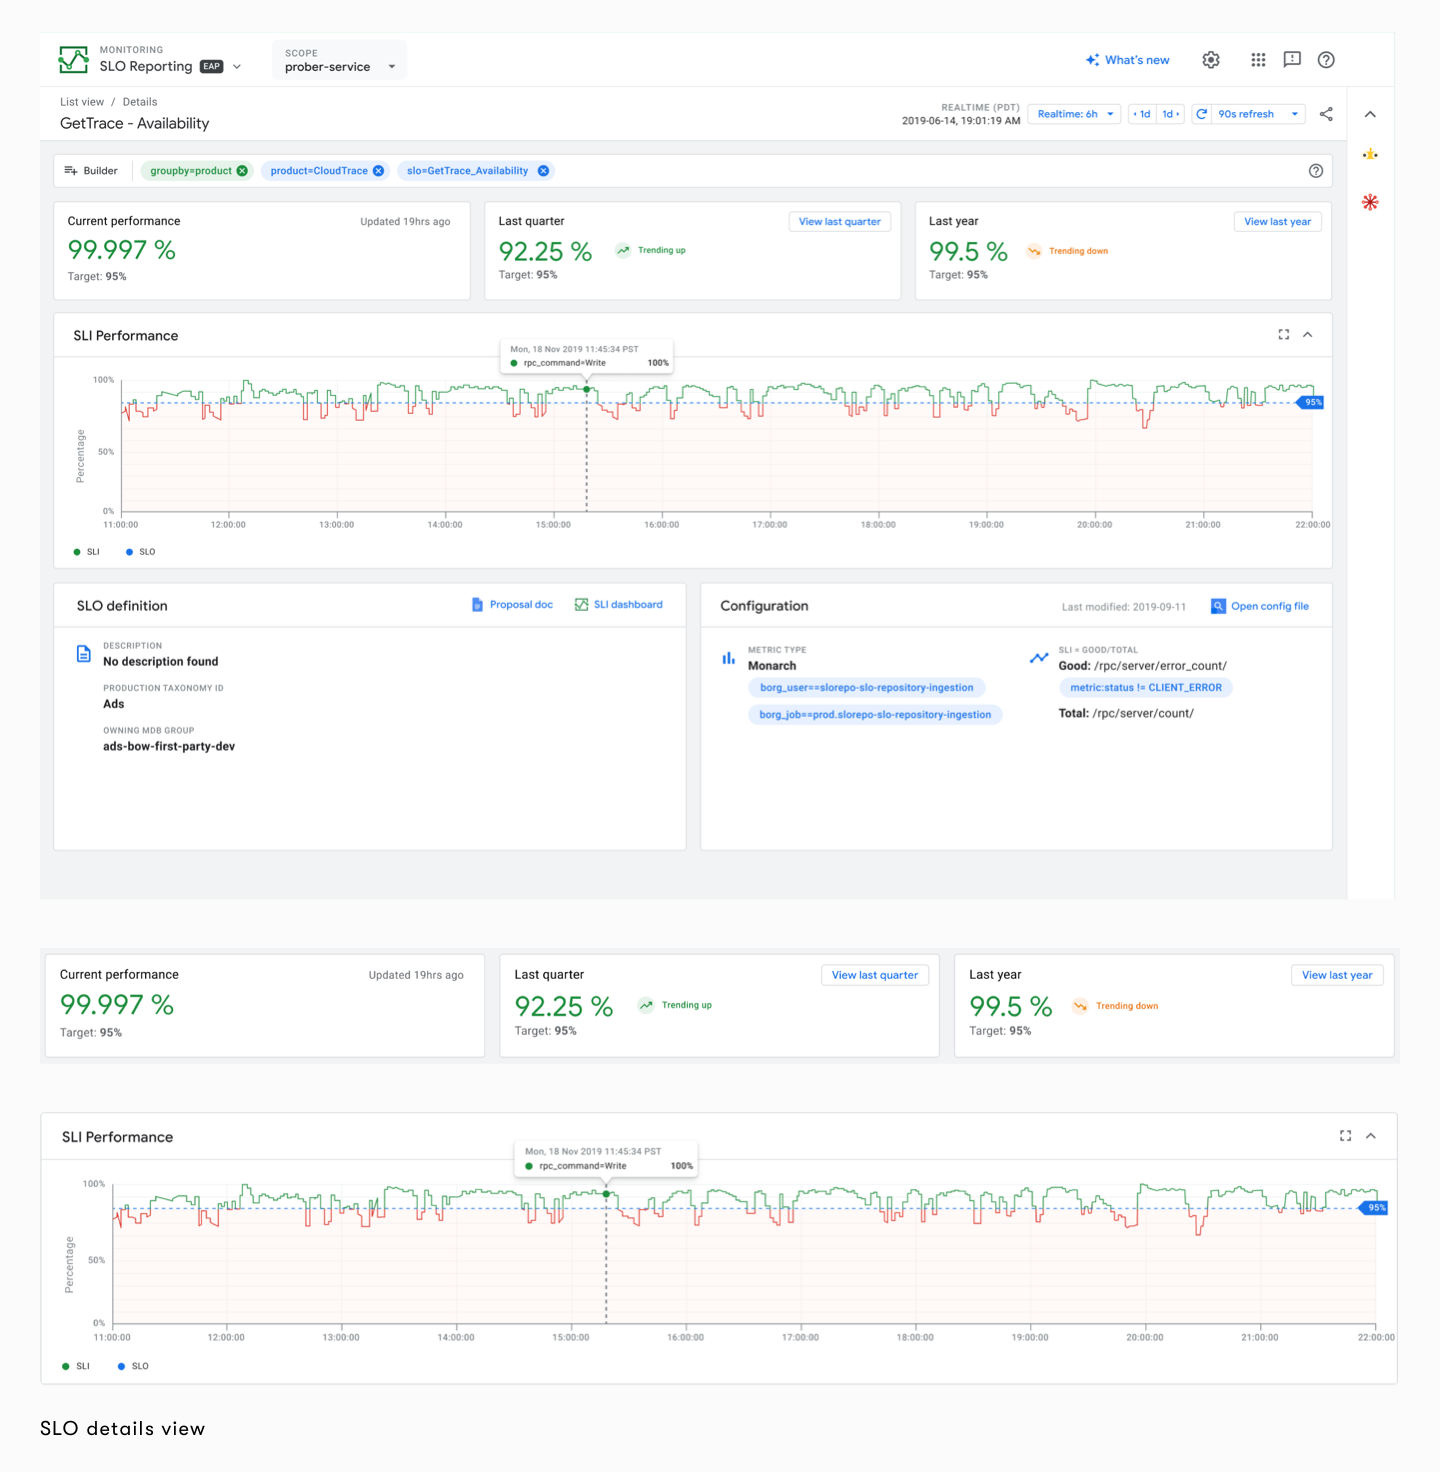 MONITORING
SLO Reporting EAP
SCOPE
prober-service
What's new
List view / Details
GetTrace - Availability
REALTIME (PDT)
2019-06-14, 19:01:19 AM
Realtime: 6h
1d 1d
90s refresh
Builder
groupby=product
product=CloudTrace
slo=GetTrace_Availability
Current performance
Updated 19hrs ago
99.997 %
Target: 95%
Last quarter
View last quarter
92.25 %
Trending up
Target: 95%
Last year
View last year
99.5 %
Trending down
Target: 95%
SLI Performance
Mon, 18 Nov 2019 11:45:34 PST
rpc_command=Write 100%
100%
95%
Percentage
50%
0%
11:00:00 12:00:00 13:00:00 14:00:00 15:00:00 16:00:00 17:00:00 18:00:00 19:00:00 20:00:00 21:00:00 22:00:00
SLI SLO
SLO definition
Proposal doc
SLI dashboard
DESCRIPTION
No description found
PRODUCTION TAXONOMY ID
Ads
OWNING MDB GROUP
ads-bow-first-party-dev
Configuration
Last modified: 2019-09-11
Open config file
METRIC TYPE
Monarch
borg_user==slorepo-slo-repository-ingestion
borg_job==prod.slorepo-slo-repository-ingestion
SLI = GOOD/TOTAL
Good: /rpc/server/error_count/
metric:status != CLIENT_ERROR
Total: /rpc/server/count/
Current performance
Updated 19hrs ago
99.997 %
Target: 95%
Last quarter
View last quarter
92.25 %
Trending up
Target: 95%
Last year
View last year
99.5 %
Trending down
Target: 95%
SLI Performance
Mon, 18 Nov 2019 11:45:34 PST
rpc_command=Write 100%
100%
95%
Percentage
50%
0%
11:00:00 12:00:00 13:00:00 14:00:00 15:00:00 16:00:00 17:00:00 18:00:00 19:00:00 20:00:00 21:00:00 22:00:00
SLI SLO
SLO details view